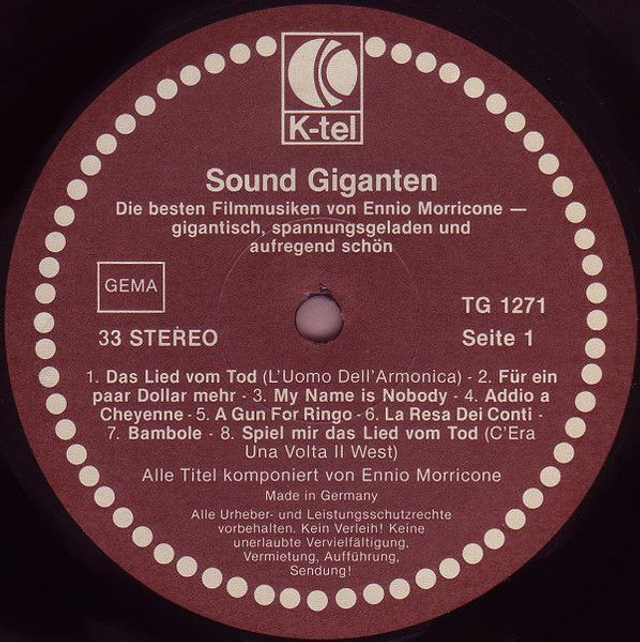 K-tel
Sound Giganten
Die besten Filmmusiken von Ennio Morricone —
gigantisch, spannungsgeladen und
aufregend schön
GEMA
TG 1271
33 STEREO
Seite 1
1. Das Lied vom Tod (L'Uomo Dell'Armonica) - 2. Für ein
paar Dollar mehr - 3. My Name is Nobody - 4. Addio a
Cheyenne - 5. A Gun For Ringo - 6. La Resa Dei Conti -
7. Bambole - 8. Spiel mir das Lied vom Tod (C'Era
Una Volta Il West)
Alle Titel komponiert von Ennio Morricone
Made in Germany
Alle Urheber- und Leistungsschutzrechte
vorbehalten. Kein Verleih! Keine
unerlaubte Vervielfältigung,
Vermietung, Aufführung,
Sendung!